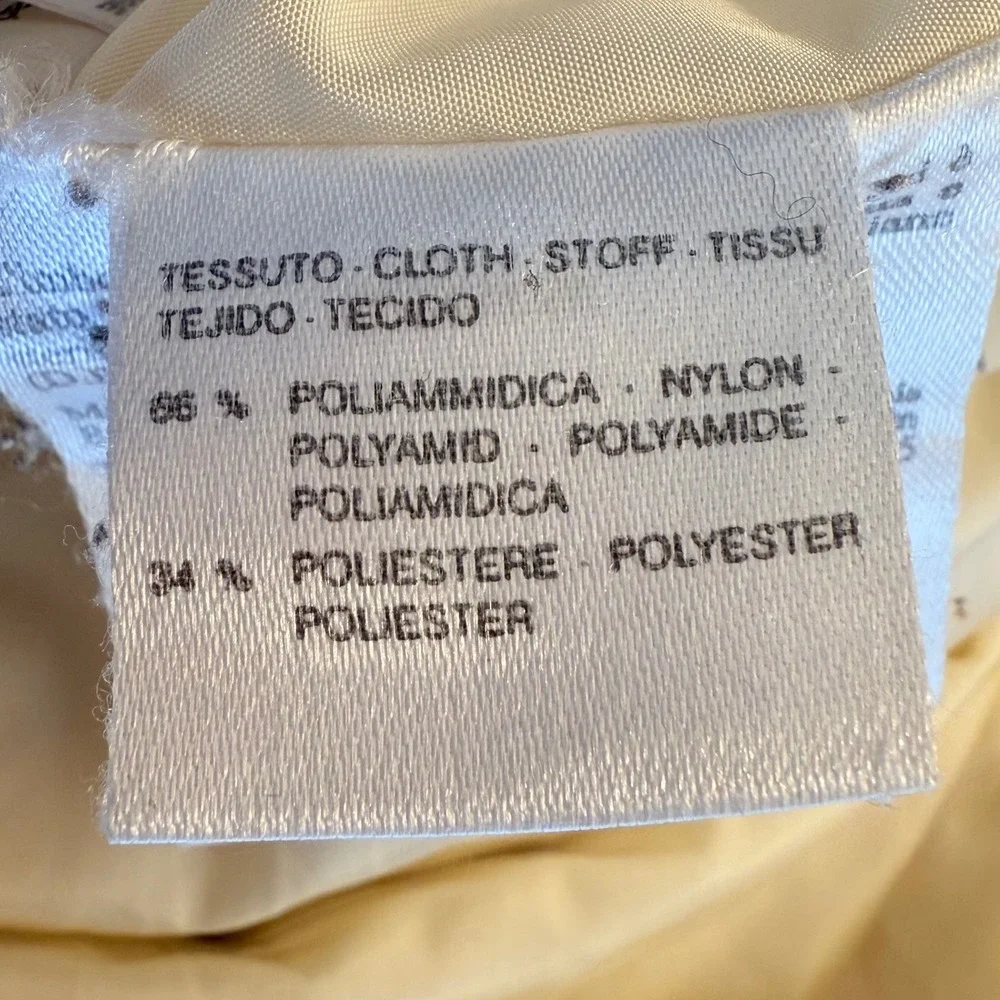 TESSUTO · CLOTH · STOFF · TISSU
TEJIDO · TECIDO
66 % POLIAMMIDICA · NYLON -
POLYAMID · POLYAMIDE -
POLIAMIDICA
34 % POLIESTERE · POLYESTER
POLIESTER